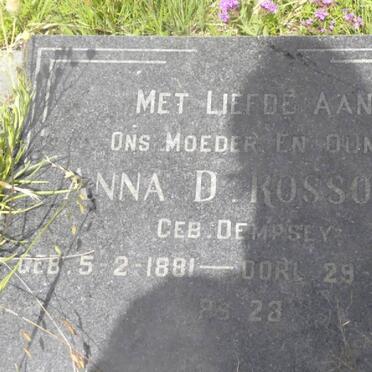 MET LIEFDE AAN
ONS MOEDER EN OUM
ANNA D. ROSSO
GEB. DEMPSEY
GEB. 5-2-1881 — OORL 29
PS 23